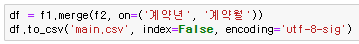 df = f1.merge(f2, on=('계약년', '계약월'))
df.to_csv('main.csv', index=False, encoding='utf-8-sig')